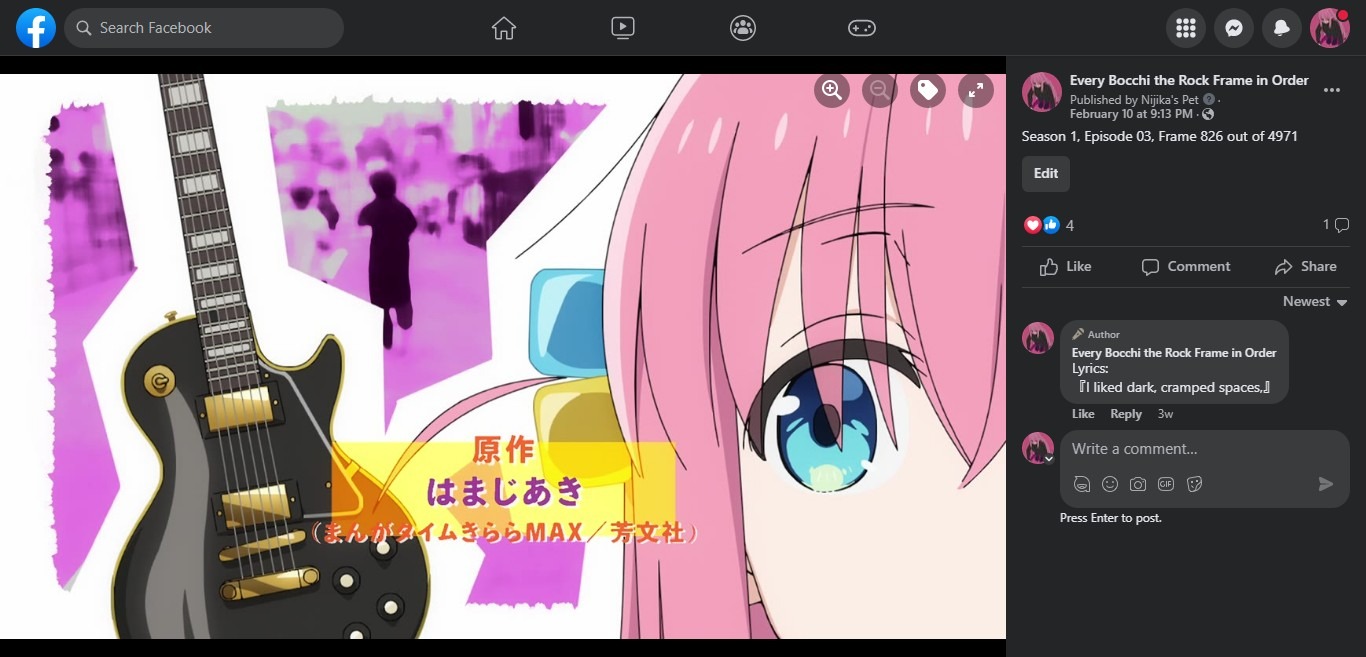 Search Facebook
原作
はまじあき
（まんがタイムきららMAX／芳文社）
Every Bocchi the Rock Frame in Order
Published by Nijika's Pet ·
February 10 at 9:13 PM ·
Season 1, Episode 03, Frame 826 out of 4971
Edit
4
1
Like
Comment
Share
Newest
Author
Every Bocchi the Rock Frame in Order
Lyrics:
『I liked dark, cramped spaces,』
Like Reply 3w
Write a comment...
GIF
Press Enter to post.